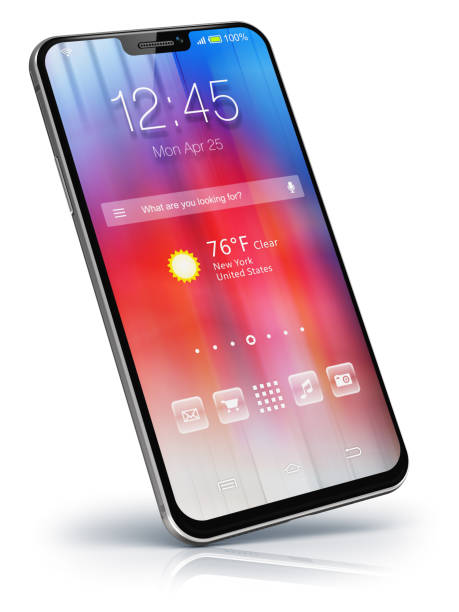 100%
12:45
Mon Apr 25
What are you looking for?
76°F Clear
New York
United States